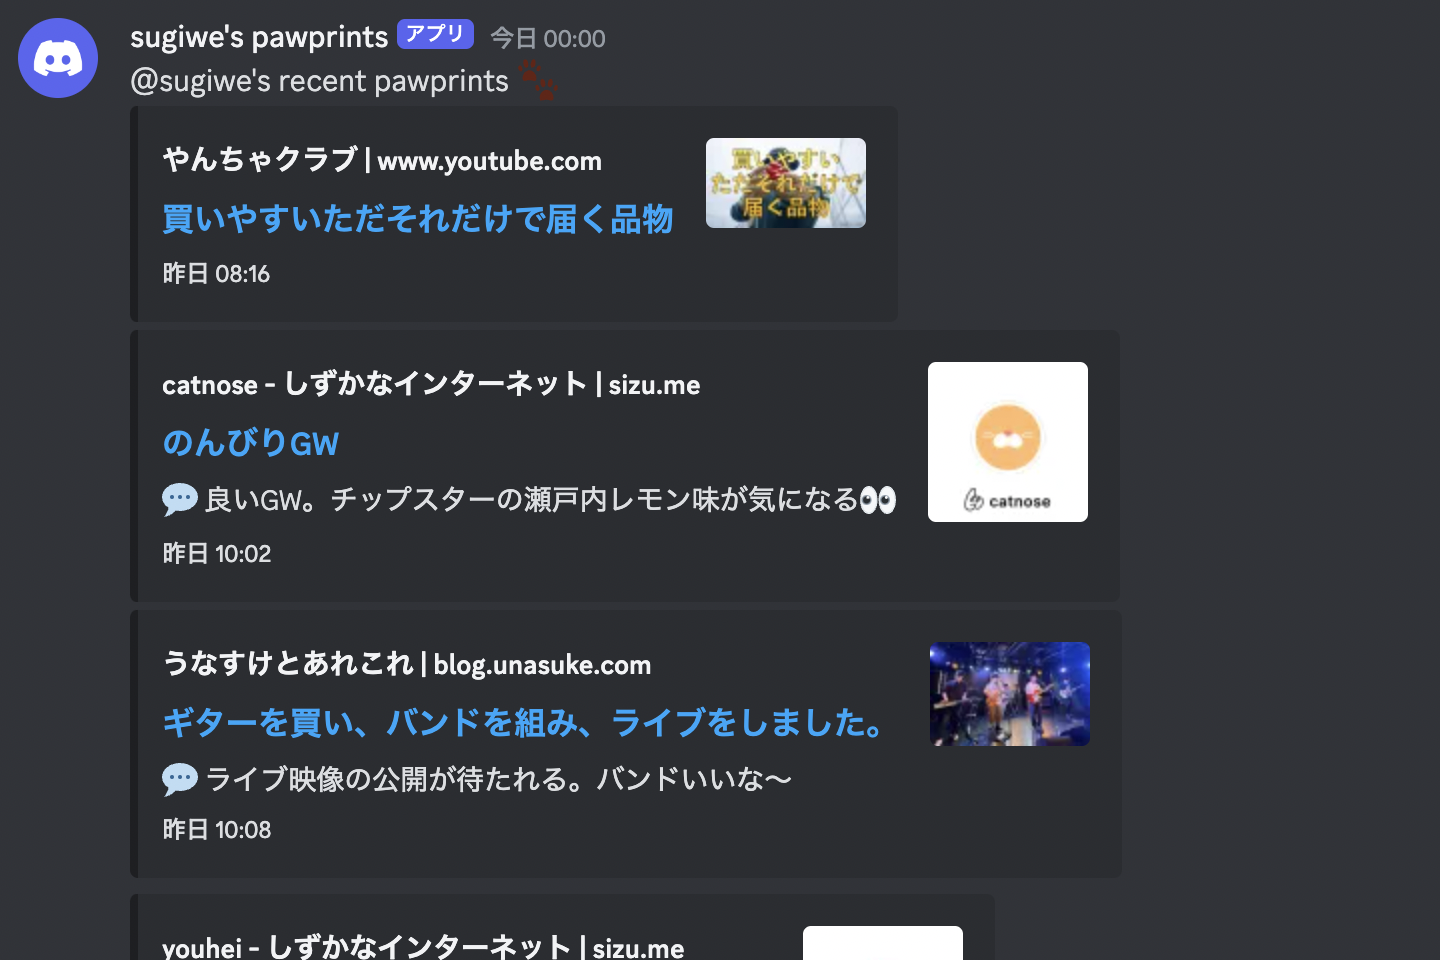 sugiwe's pawprints アプリ 今日 00:00
@sugiwe's recent pawprints
やんちゃクラブ | www.youtube.com
買いやすい
ただそれだけで
届く品物
買いやすいただそれだけで届く品物
昨日 08:16
catnose - しずかなインターネット | sizu.me
のんびりGW
良いGW。チップスターの瀬戸内レモン味が気になる👀
catnose
昨日 10:02
うなすけとあれこれ | blog.unasuke.com
ギターを買い、バンドを組み、ライブをしました。
ライブ映像の公開が待たれる。バンドいいな〜
昨日 10:08
youhei - しずかなインターネット | sizu.me